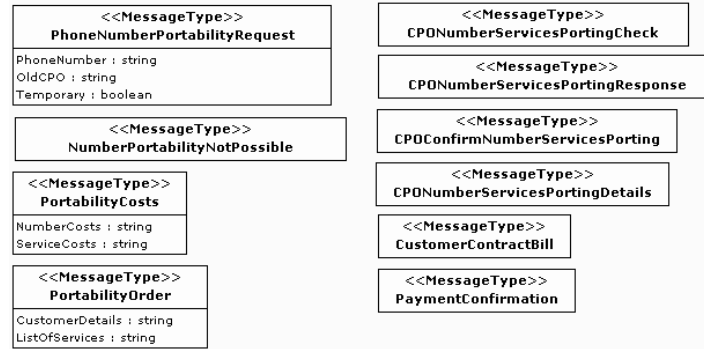 <<MessageType>>
PhoneNumberPortabilityRequest
PhoneNumber : string
OldCPO : string
Temporary : boolean
<<MessageType>>
NumberPortabilityNotPossible
<<MessageType>>
PortabilityCosts
NumberCosts : string
ServiceCosts : string
<<MessageType>>
PortabilityOrder
CustomerDetails : string
ListOfServices : string
<<MessageType>>
CPONumberServicesPortingCheck
<<MessageType>>
CPONumberServicesPortingResponse
<<MessageType>>
CPOConfirmNumberServicesPorting
<<MessageType>>
CPONumberServicesPortingDetails
<<MessageType>>
CustomerContractBill
<<MessageType>>
PaymentConfirmation